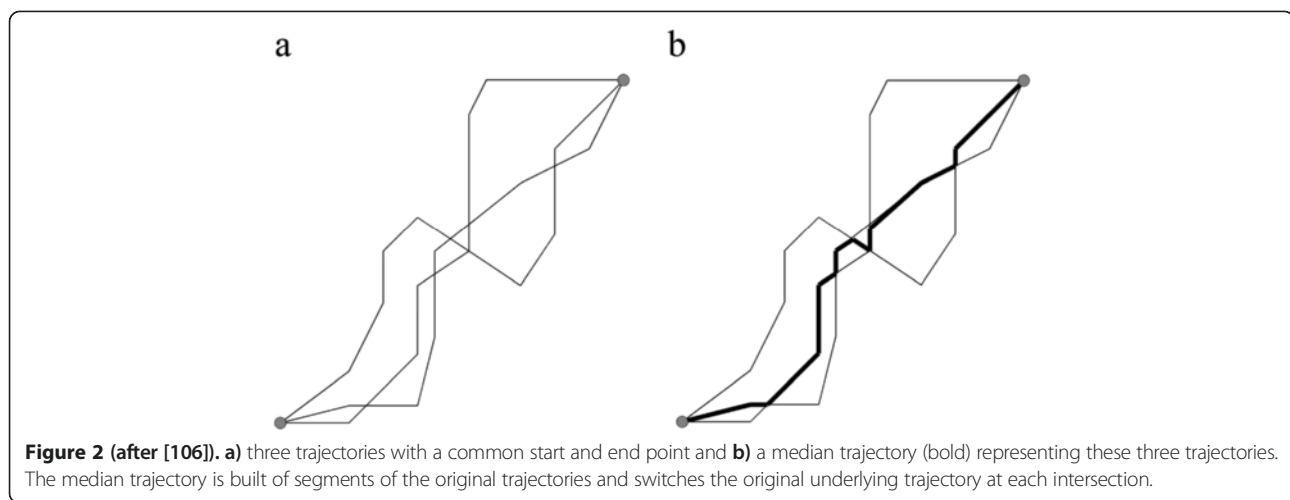 a b
Figure 2 (after [106]). a) three trajectories with a common start and end point and b) a median trajectory (bold) representing these three trajectories.
The median trajectory is built of segments of the original trajectories and switches the original underlying trajectory at each intersection.